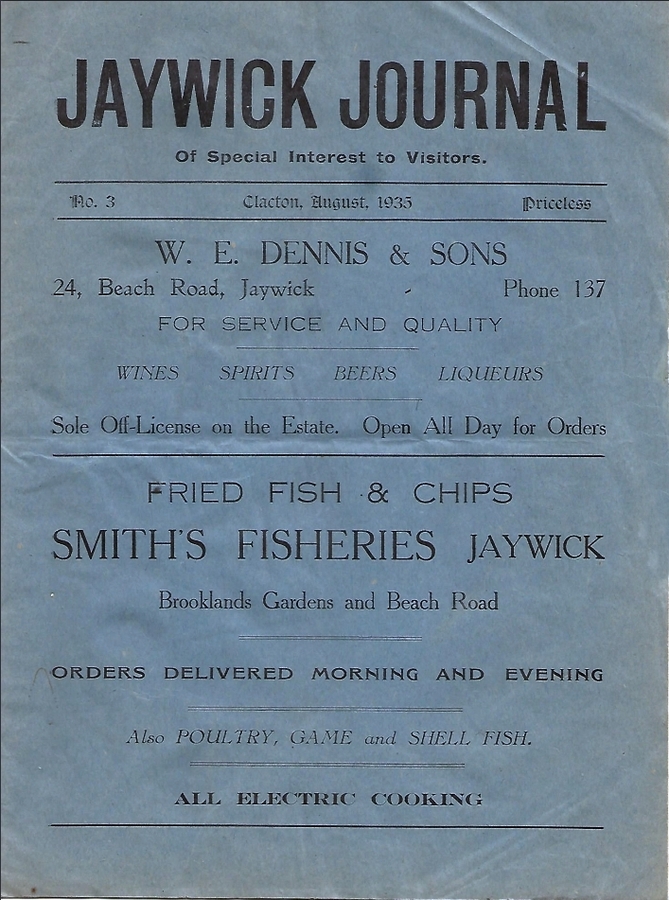 JAYWICK JOURNAL
Of Special Interest to Visitors.
No. 3 Clacton, August, 1935 Priceless
W. E. DENNIS & SONS
24, Beach Road, Jaywick - Phone 137
FOR SERVICE AND QUALITY
WINES SPIRITS BEERS LIQUEURS
Sole Off-License on the Estate. Open All Day for Orders
FRIED FISH & CHIPS
SMITH'S FISHERIES JAYWICK
Brooklands Gardens and Beach Road
ORDERS DELIVERED MORNING AND EVENING
Also POULTRY, GAME and SHELL FISH.
ALL ELECTRIC COOKING